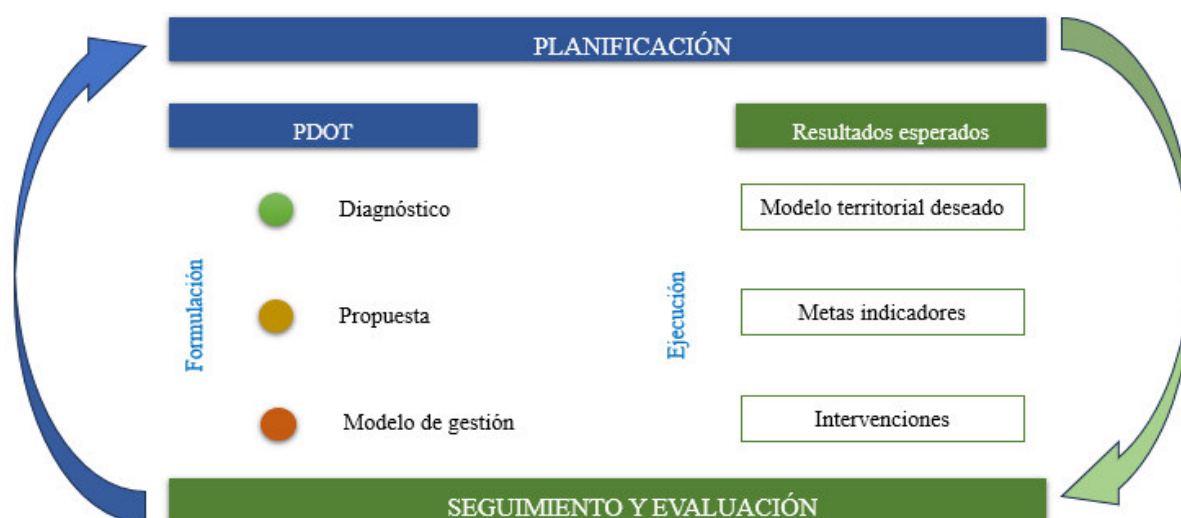 PLANIFICACIÓN
PDOT
Resultados esperados
Formulación
Diagnóstico
Propuesta
Modelo de gestión
Ejecución
Modelo territorial deseado
Metas indicadores
Intervenciones
SEGUIMIENTO Y EVALUACIÓN